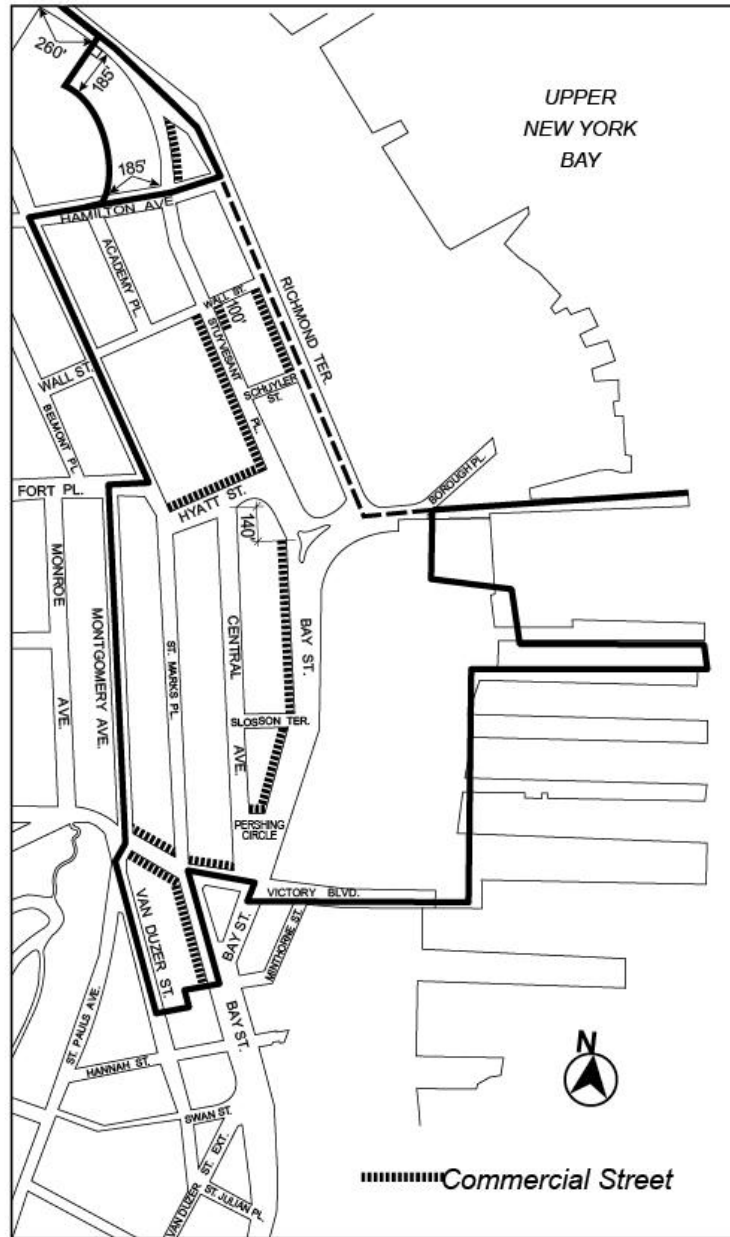 260'
185'
UPPER
NEW YORK
BAY
185'
HAMILTON AVE
ACADEMY PL.
RICHMOND TER.
WALL ST.
100'
STUYVESANT
PL.
SCHUYLER
ST.
WALL ST.
BELMONT PL.
FORT PL.
HYATT ST.
BOROUGH PL.
140'
MONROE
AVE.
MONTGOMERY AVE.
ST. MARKS PL.
CENTRAL
AVE.
BAY ST.
SLOSSON TER.
PERSHING
CIRCLE
VICTORY BLVD.
VAN DUZER ST.
BAY ST.
MINTHORNE ST.
ST. PAULS AVE.
BAY ST.
HANNAH ST.
SWAN ST.
VAN DUZER
ST. EXT.
ST. JULIAN PL.
N
Commercial Street